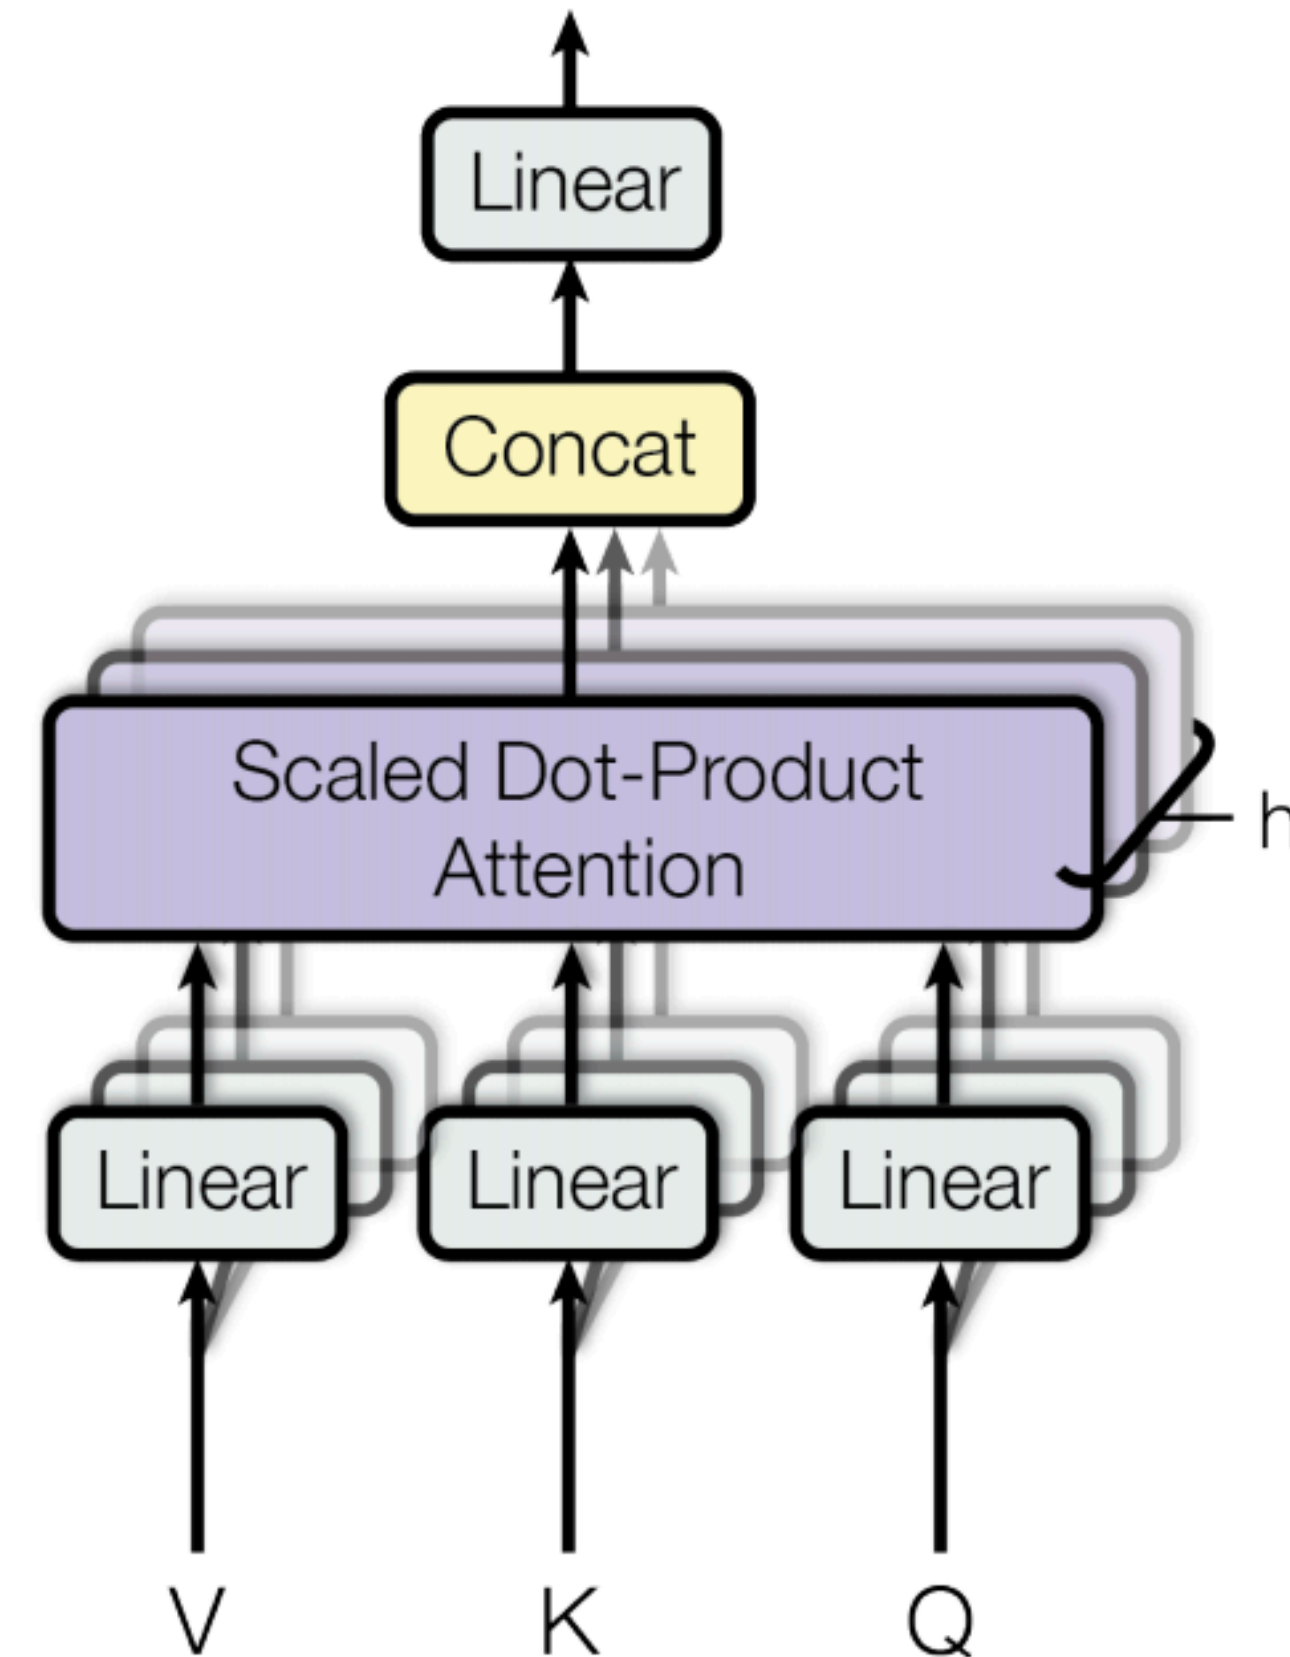 Linear
Concat
Scaled Dot-Product
Attention
h
Linear Linear Linear
V K Q